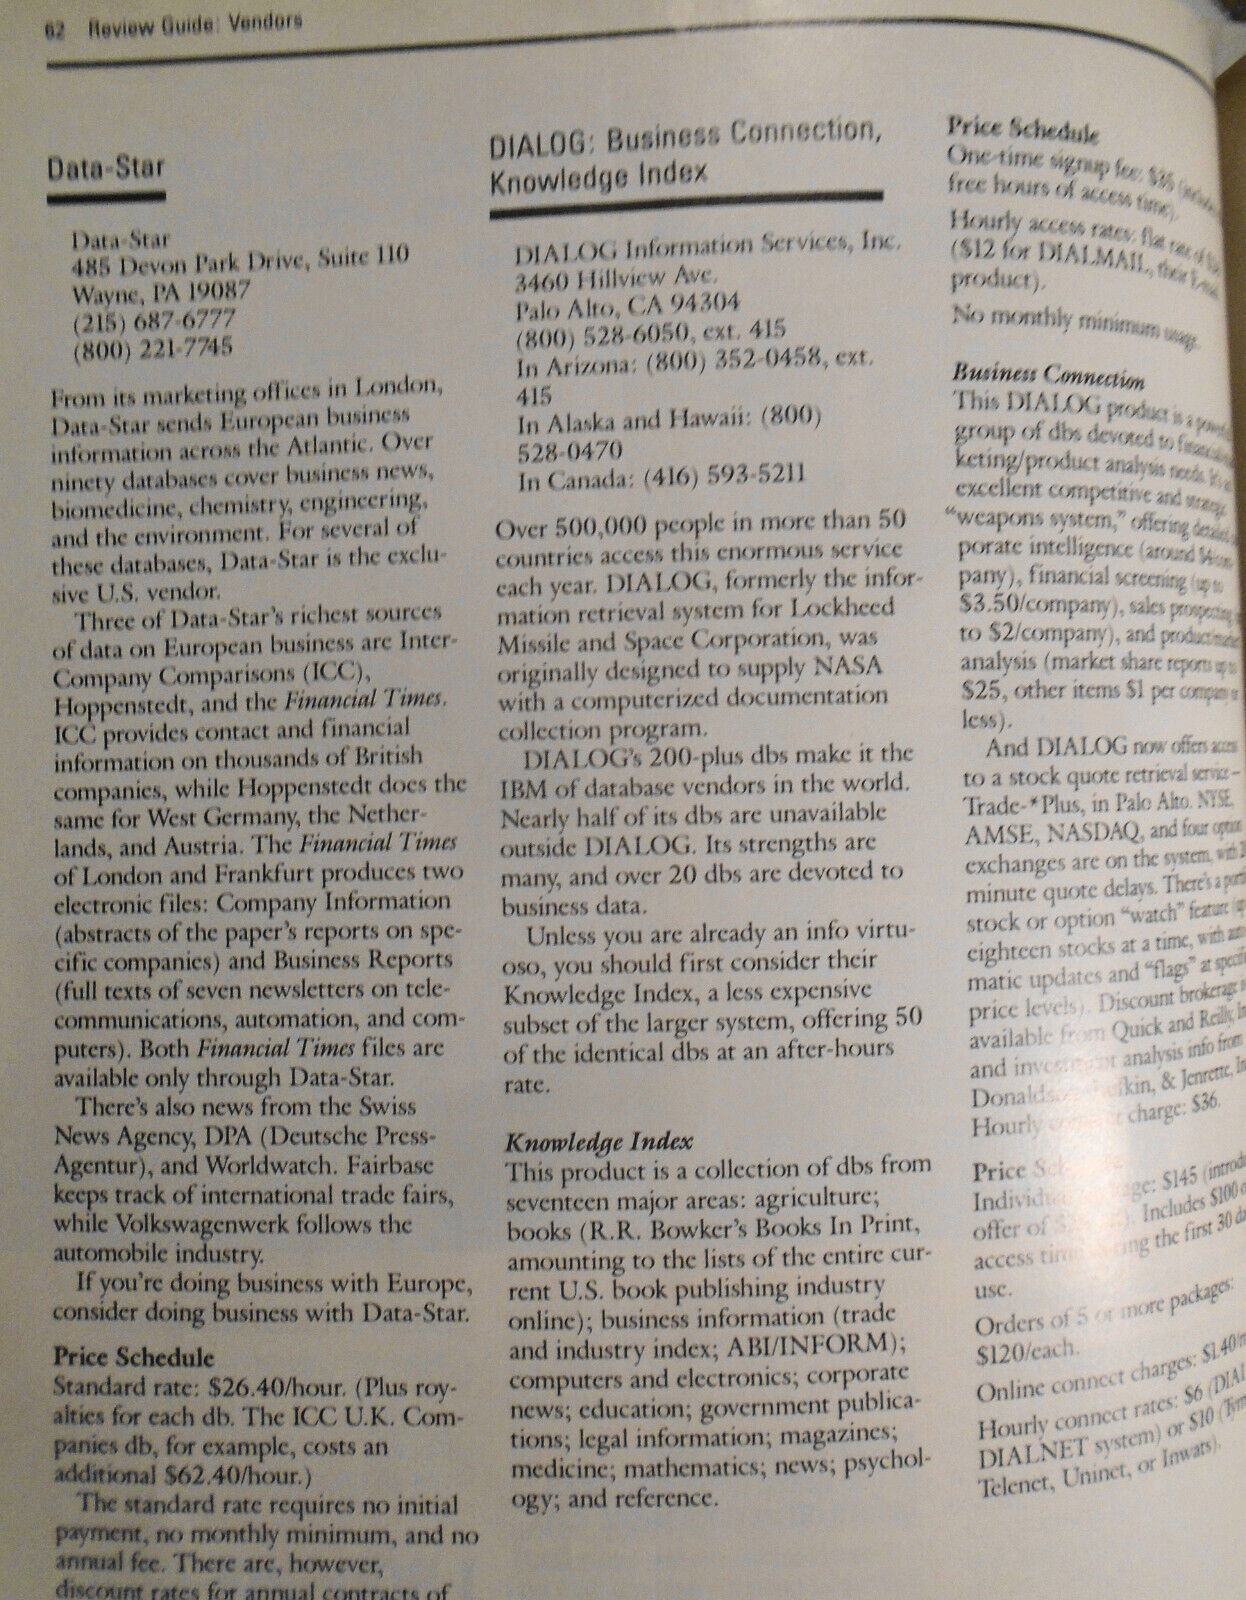 62 Review Guide: Vendors
Data-Star
Data-Star
485 Devon Park Drive, Suite 110
Wayne, PA 19087
(215) 687-6777
(800) 221-7745
From its marketing offices in London,
Data-Star sends European business
information across the Atlantic. Over
ninety databases cover business news,
biomedicine, chemistry, engineering,
and the environment. For several of
these databases, Data-Star is the exclu-
sive U.S. vendor.
Three of Data-Star's richest sources
of data on European business are Inter-
Company Comparisons (ICC),
Hoppenstedt, and the Financial Times.
ICC provides contact and financial
information on thousands of British
companies, while Hoppenstedt does the
same for West Germany, the Nether-
lands, and Austria. The Financial Times
of London and Frankfurt produces two
electronic files: Company Information
(abstracts of the paper's reports on spe-
cific companies) and Business Reports
(full texts of seven newsletters on tele-
communications, automation, and com-
puters). Both Financial Times files are
available only through Data-Star.
There's also news from the Swiss
News Agency, DPA (Deutsche Press-
Agentur), and Worldwatch. Fairbase
keeps track of international trade fairs,
while Volkswagenwerk follows the
automobile industry.
If you're doing business with Europe,
consider doing business with Data-Star.
Price Schedule
Standard rate: $26.40/hour. (Plus roy-
alties for each db. The ICC U.K. Com-
panies db, for example, costs an
additional $62.40/hour.)
The standard rate requires no initial
payment, no monthly minimum, and no
annual fee. There are, however,
discount rates for annual contracts of
DIALOG: Business Connection,
Knowledge Index
DIALOG Information Services, Inc.
3460 Hillview Ave.
Palo Alto, CA 94304
(800) 528-6050, ext. 415
In Arizona: (800) 352-0458, ext.
415
In Alaska and Hawaii: (800)
528-0470
In Canada: (416) 593-5211
Over 500,000 people in more than 50
countries access this enormous service
each year. DIALOG, formerly the infor-
mation retrieval system for Lockheed
Missile and Space Corporation, was
originally designed to supply NASA
with a computerized documentation
collection program.
DIALOG's 200-plus dbs make it the
IBM of database vendors in the world.
Nearly half of its dbs are unavailable
outside DIALOG. Its strengths are
many, and over 20 dbs are devoted to
business data.
Unless you are already an info virtu-
oso, you should first consider their
Knowledge Index, a less expensive
subset of the larger system, offering 50
of the identical dbs at an after-hours
rate.
Knowledge Index
This product is a collection of dbs from
seventeen major areas: agriculture;
books (R.R. Bowker's Books In Print,
amounting to the lists of the entire cur-
rent U.S. book publishing industry
online); business information (trade
and industry index; ABI/INFORM);
computers and electronics; corporate
news; education; government publica-
tions; legal information; magazines;
medicine; mathematics; news; psychol-
ogy; and reference.
Price Schedule
One-time signup fee: $35
free hours of access time).
Hourly access rates: flat rate of
($12 for DIALMAIL, their
product).
No monthly minimum usage.
Business Connection
This DIALOG product is a
group of dbs devoted to
keting/product analysis needs.
excellent competitive and
"weapons system," offering
porate intelligence (around
pany), financial screening (up to
$3.50/company), sales prospecting
to $2/company), and
analysis (market share reports up to
$25, other items $1 per company or
less).
And DIALOG now offers access
to a stock quote retrieval service–
Trade-*Plus, in Palo Alto. NYSE,
AMSE, NASDAQ, and four option
exchanges are on the system, with
minute quote delays. There's a
stock or option "watch" feature (up
eighteen stocks at a time, with
matic updates and "flags" at
price levels). Discount brokerage
available from Quick and Reilly,
and investment analysis info from
& Jenrette,
Hourly charge: $36.
Price
$145
offer of Includes $100
access the first 30
use.
Orders of 5 or more packages:
$120/each.
Online connect charges:
Hourly connect rates: $6
DIALNET system) or $10
Telenet, Uninet, or Inwats).